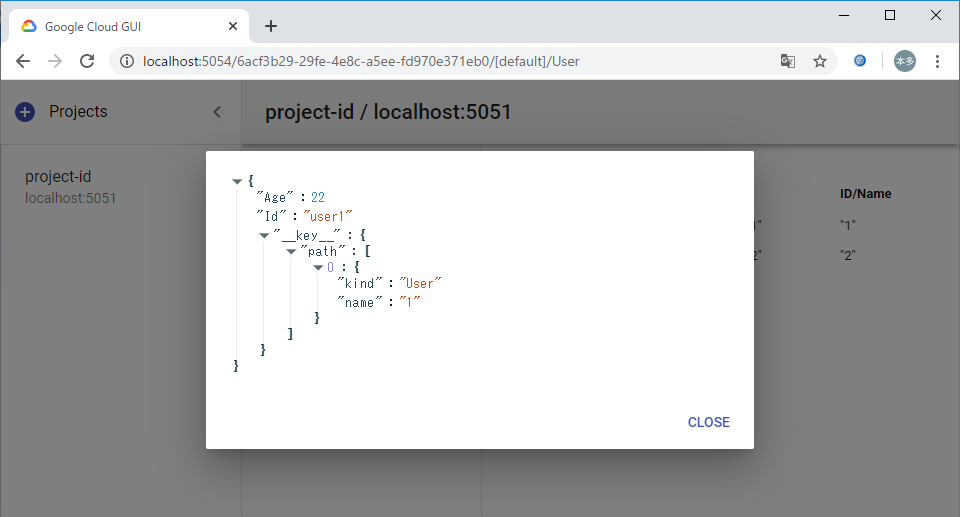 Google Cloud GUI
localhost:5054/6acf3b29-29fe-4e8c-a5ee-fd970e371eb0/[default]/User
本多
Projects
project-id / localhost:5051
project-id
localhost:5051
ID/Name
1" "1"
2" "2"
{
"Age" : 22
"Id" : "user1"
"__key__" : {
"path" : [
0 : {
"kind" : "User"
"name" : "1"
}
]
}
}
CLOSE